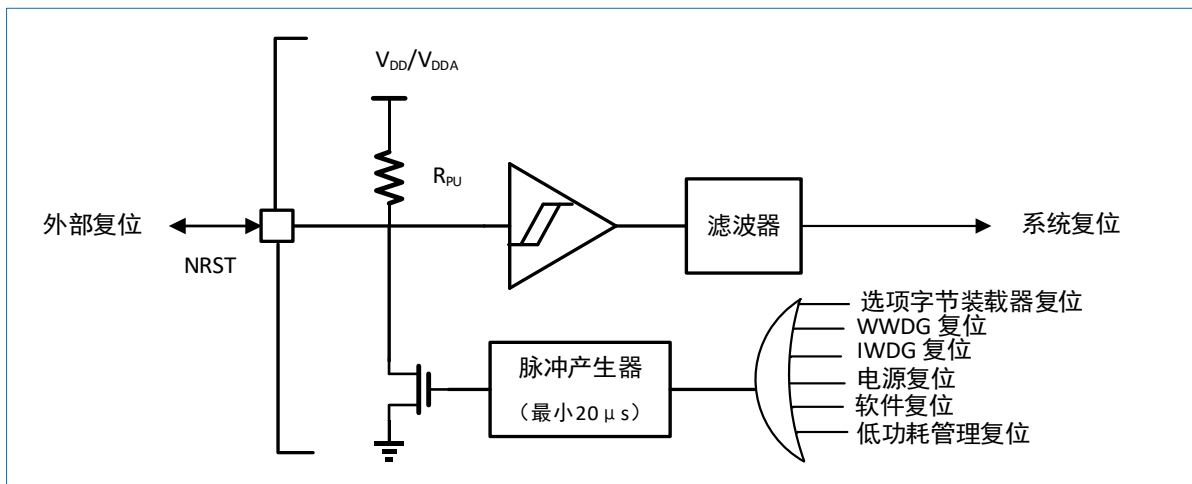 VDD/VDDA
RPU
外部复位
NRST
滤波器
系统复位
选项字节装载器复位
WWDG 复位
IWDG 复位
电源复位
软件复位
低功耗管理复位
脉冲产生器
（最小20μs）